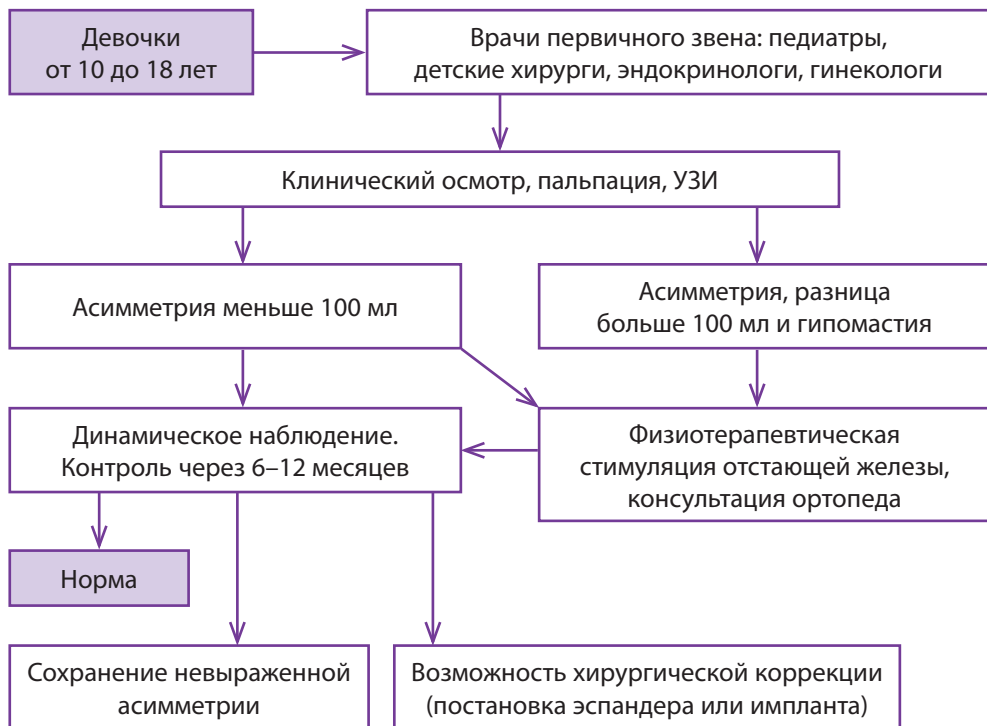 Девочки
от 10 до 18 лет
Врачи первичного звена: педиатры,
детские хирурги, эндокринологи, гинекологи
Клинический осмотр, пальпация, УЗИ
Асимметрия меньше 100 мл
Асимметрия, разница
больше 100 мл и гипомастия
Динамическое наблюдение.
Контроль через 6–12 месяцев
Физиотерапевтическая
стимуляция отстающей железы,
консультация ортопеда
Норма
Сохранение невыраженной
асимметрии
Возможность хирургической коррекции
(постановка эспандера или импланта)